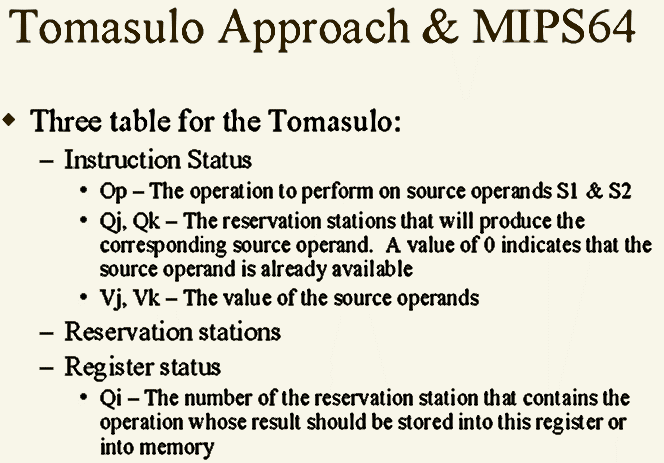 Tomasulo Approach & MIPS64
◆ Three table for the Tomasulo:
– Instruction Status
• Op – The operation to perform on source operands S1 & S2
• Qj, Qk – The reservation stations that will produce the
corresponding source operand. A value of 0 indicates that the
source operand is already available
• Vj, Vk – The value of the source operands
– Reservation stations
– Register status
• Qi – The number of the reservation station that contains the
operation whose result should be stored into this register or
into memory